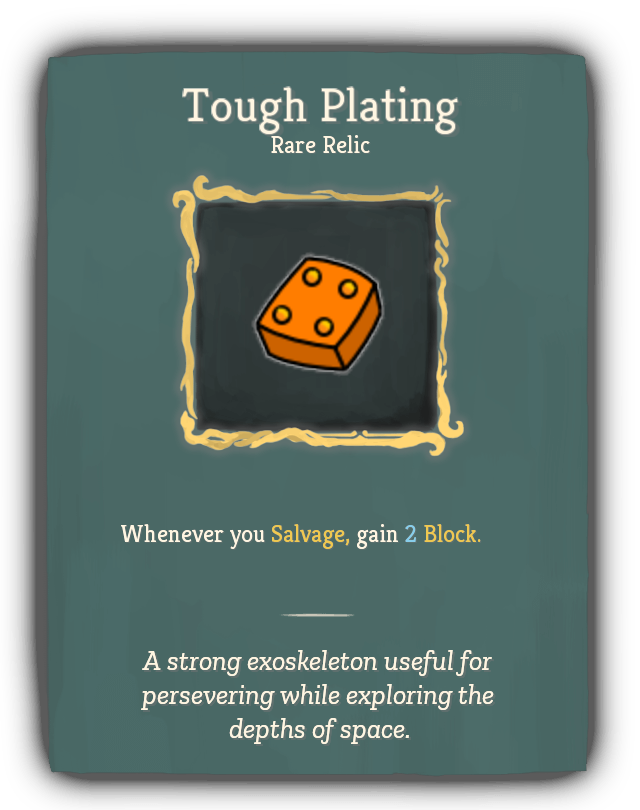 Tough Plating
Rare Relic
Whenever you Salvage, gain 2 Block.
A strong exoskeleton useful for
persevering while exploring the
depths of space.